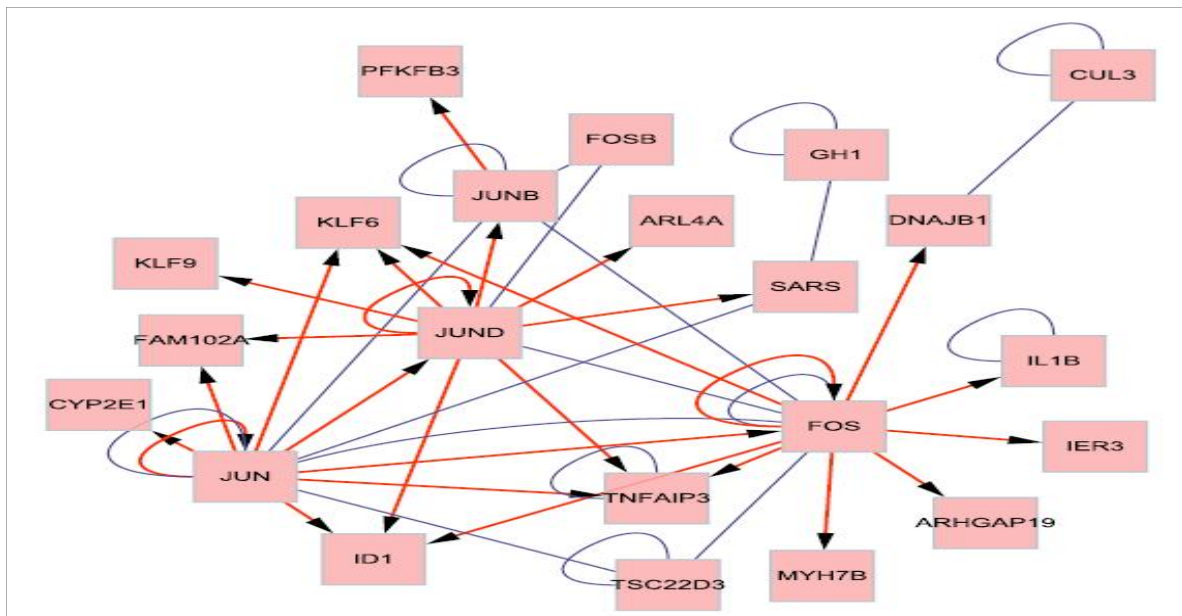 PFKFB3
CUL3
FOSB
GH1
JUNB
KLF6
ARL4A
DNAJB1
KLF9
SARS
JUND
FAM102A
IL1B
CYP2E1
FOS
IER3
JUN
TNFAIP3
ARHGAP19
ID1
TSC22D3
MYH7B